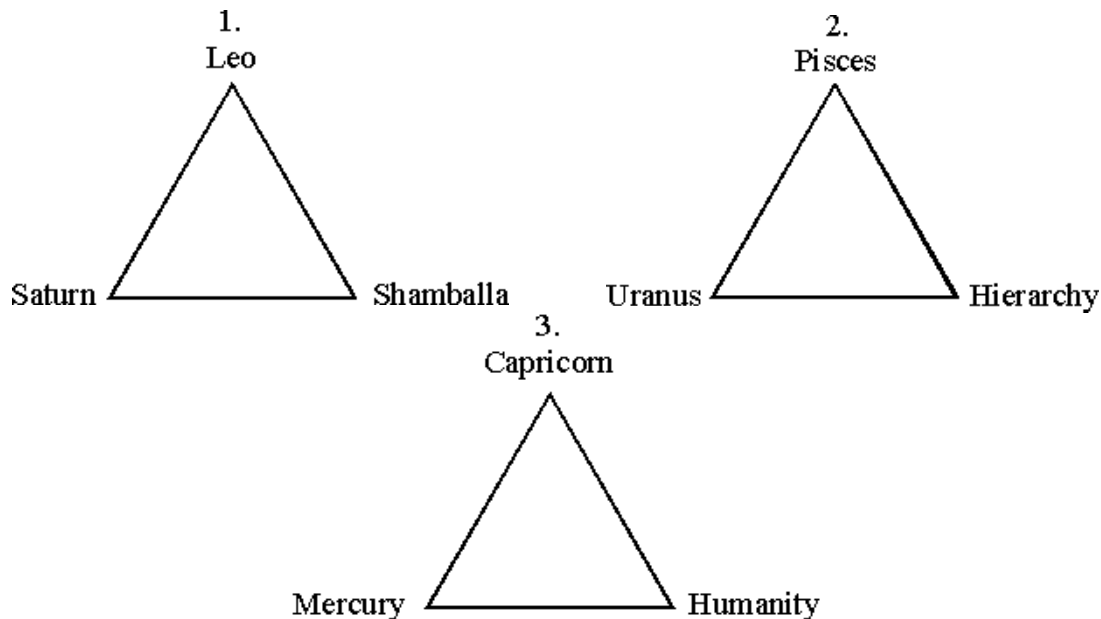 1.
Leo
Saturn
Shamballa
2.
Pisces
Uranus
Hierarchy
3.
Capricorn
Mercury
Humanity